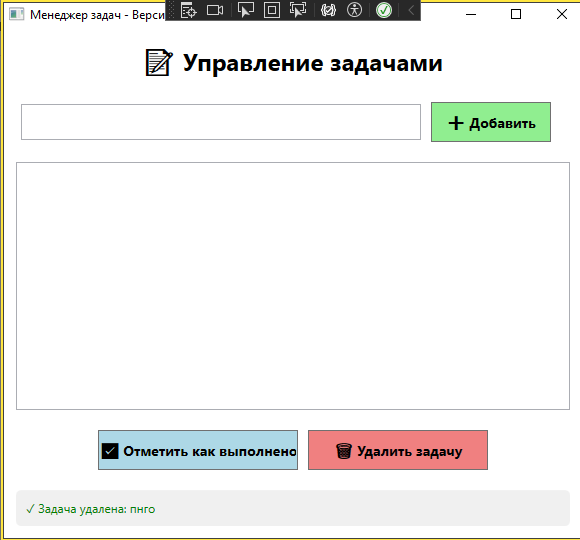 Менеджер задач - Верси
📝 Управление задачами
➕ Добавить
☑ Отметить как выполнено
🗑 Удалить задачу
✓ Задача удалена: пнго